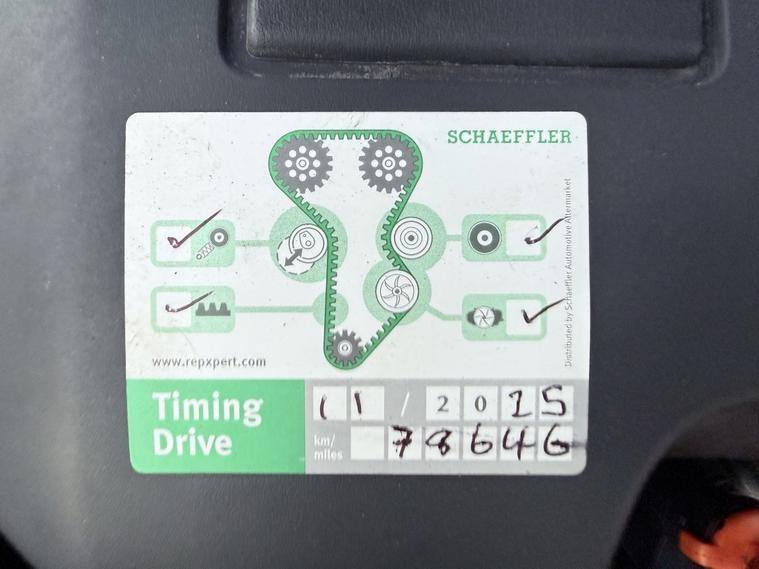 SCHAEFFLER
Distributed by Schaeffler Automotive Aftermarket
www.repxpert.com
Timing
Drive
11 / 2025
km/
miles
78646